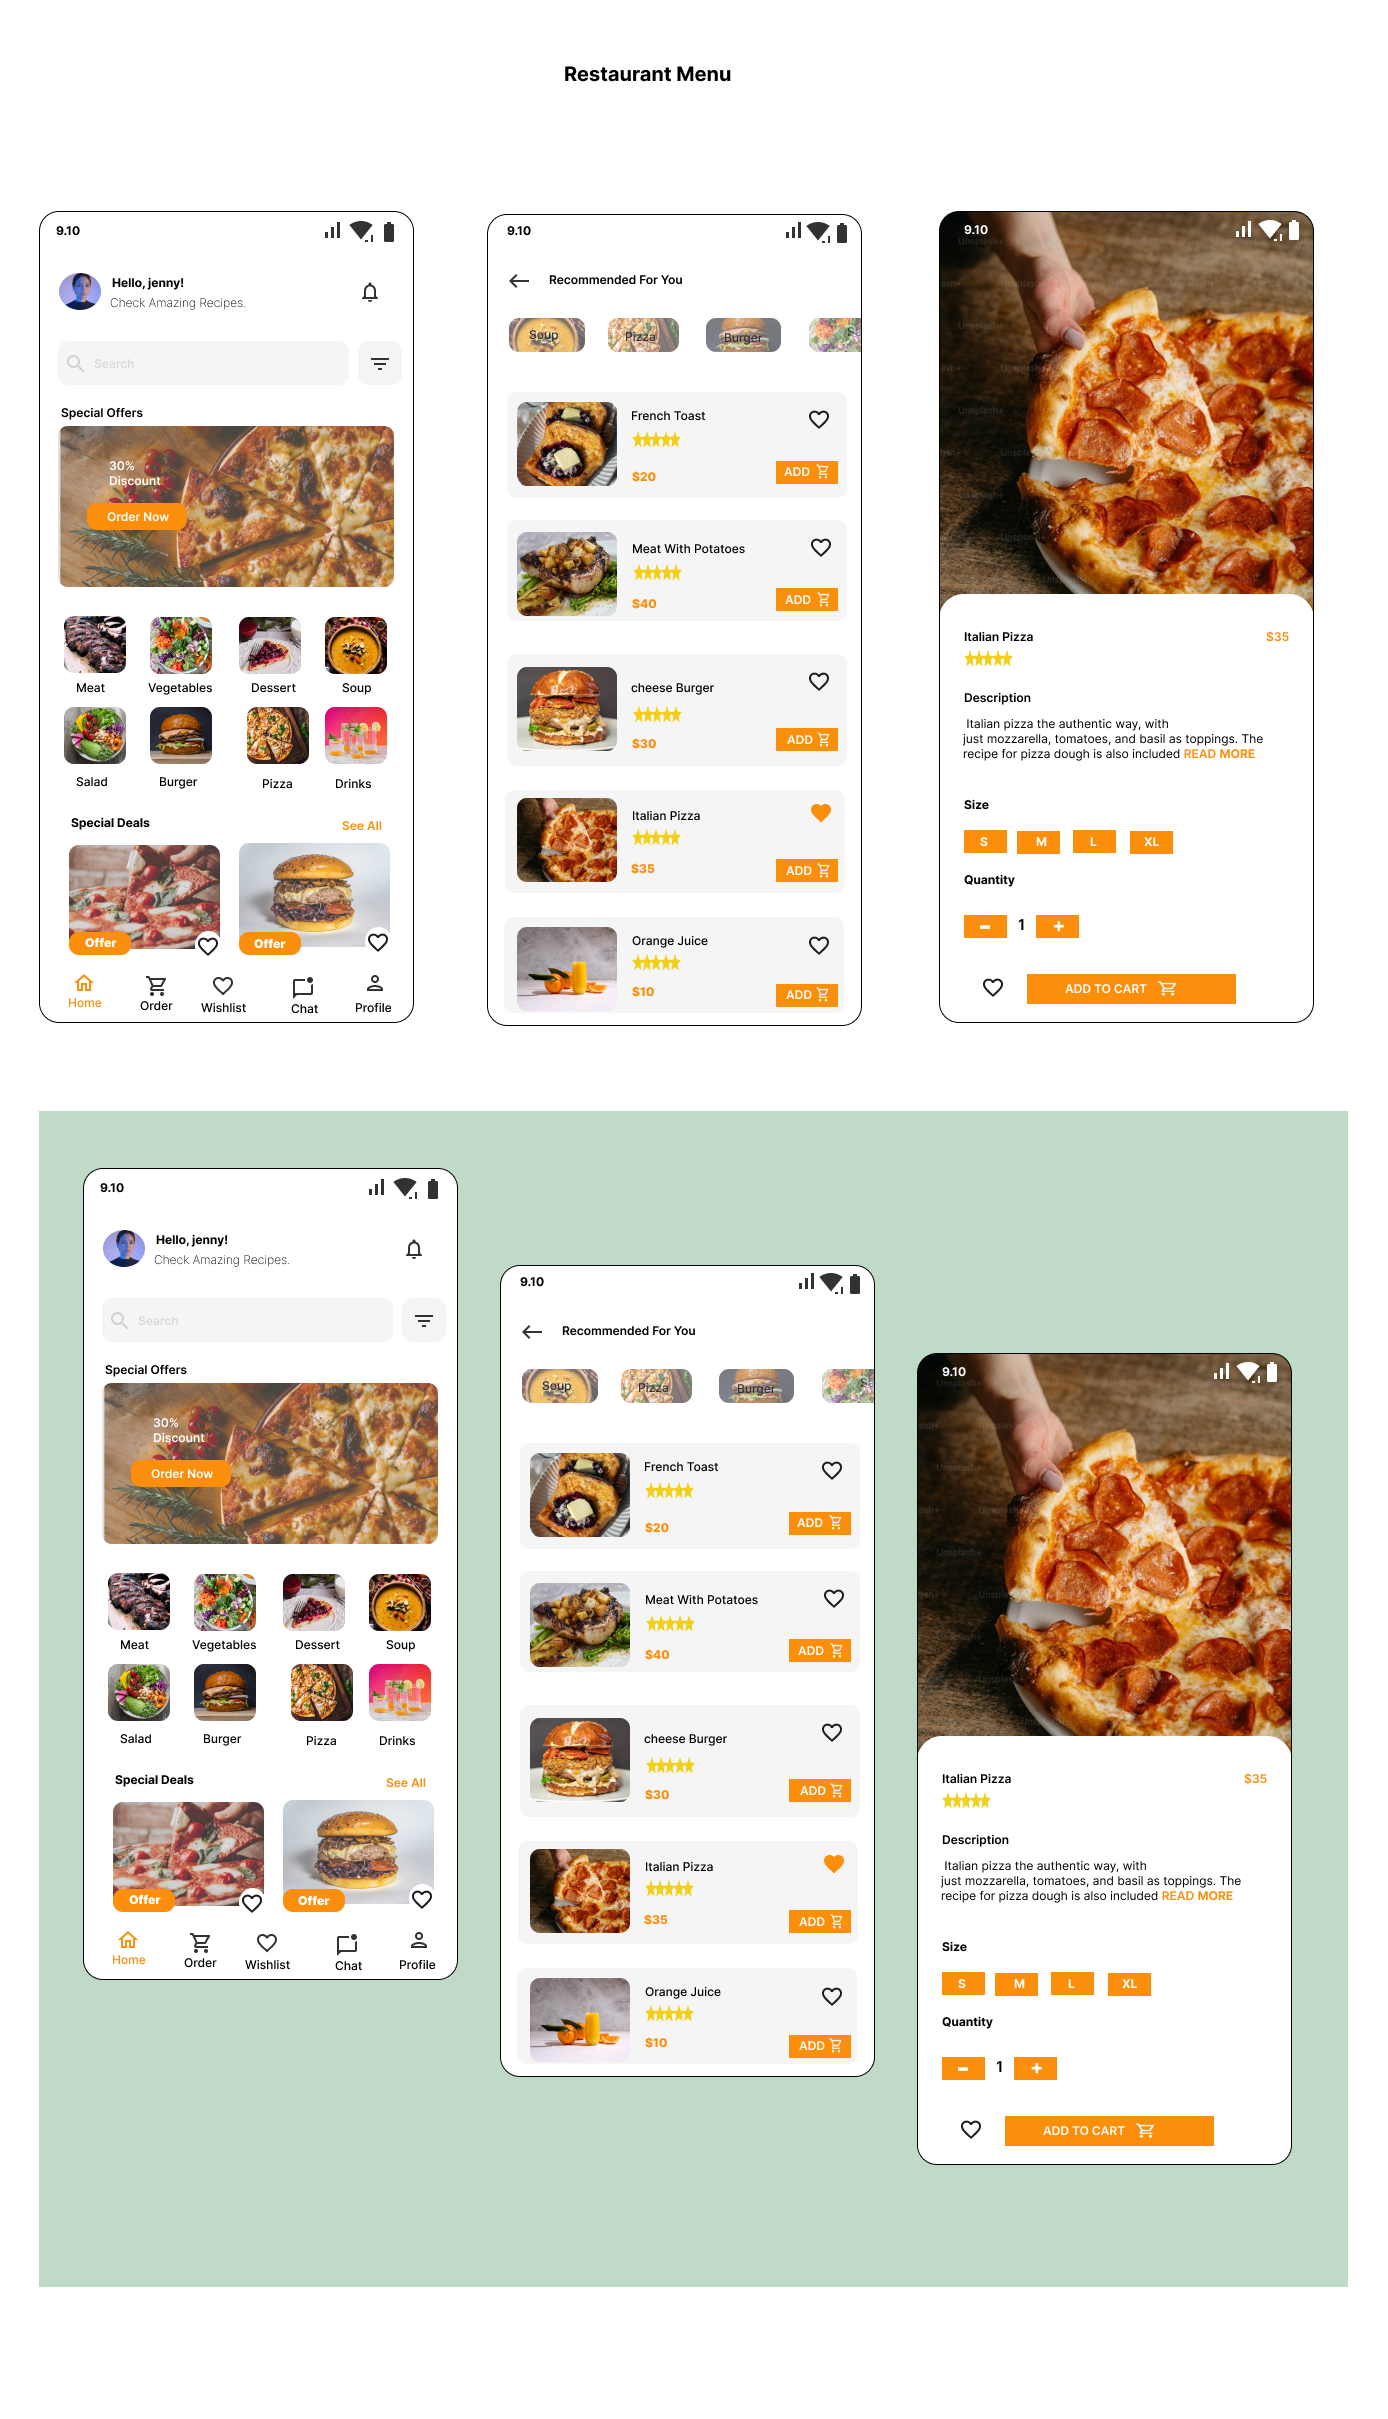 Restaurant Menu
9.10
Hello, jenny!
Check Amazing Recipes.
Search
Special Offers
30%
Discount
Order Now
Meat
Vegetables
Dessert
Soup
Salad
Burger
Pizza
Drinks
Special Deals
See All
Offer
Offer
Home
Order
Wishlist
Chat
Profile
9.10
Recommended For You
Soup
Pizza
Burger
French Toast
$20
ADD
Meat With Potatoes
$40
ADD
cheese Burger
$30
ADD
Italian Pizza
$35
ADD
Orange Juice
$10
ADD
9.10
Unsplash+
Italian Pizza
$35
Description
Italian pizza the authentic way, with
just mozzarella, tomatoes, and basil as toppings. The
recipe for pizza dough is also included READ MORE
Size
S
M
L
XL
Quantity
1
ADD TO CART
9.10
Hello, jenny!
Check Amazing Recipes.
Search
Special Offers
30%
Discount
Order Now
Meat
Vegetables
Dessert
Soup
Salad
Burger
Pizza
Drinks
Special Deals
See All
Offer
Offer
Home
Order
Wishlist
Chat
Profile
9.10
Recommended For You
Soup
Pizza
Burger
French Toast
$20
ADD
Meat With Potatoes
$40
ADD
cheese Burger
$30
ADD
Italian Pizza
$35
ADD
Orange Juice
$10
ADD
9.10
Unsplash+
Italian Pizza
$35
Description
Italian pizza the authentic way, with
just mozzarella, tomatoes, and basil as toppings. The
recipe for pizza dough is also included READ MORE
Size
S
M
L
XL
Quantity
1
ADD TO CART